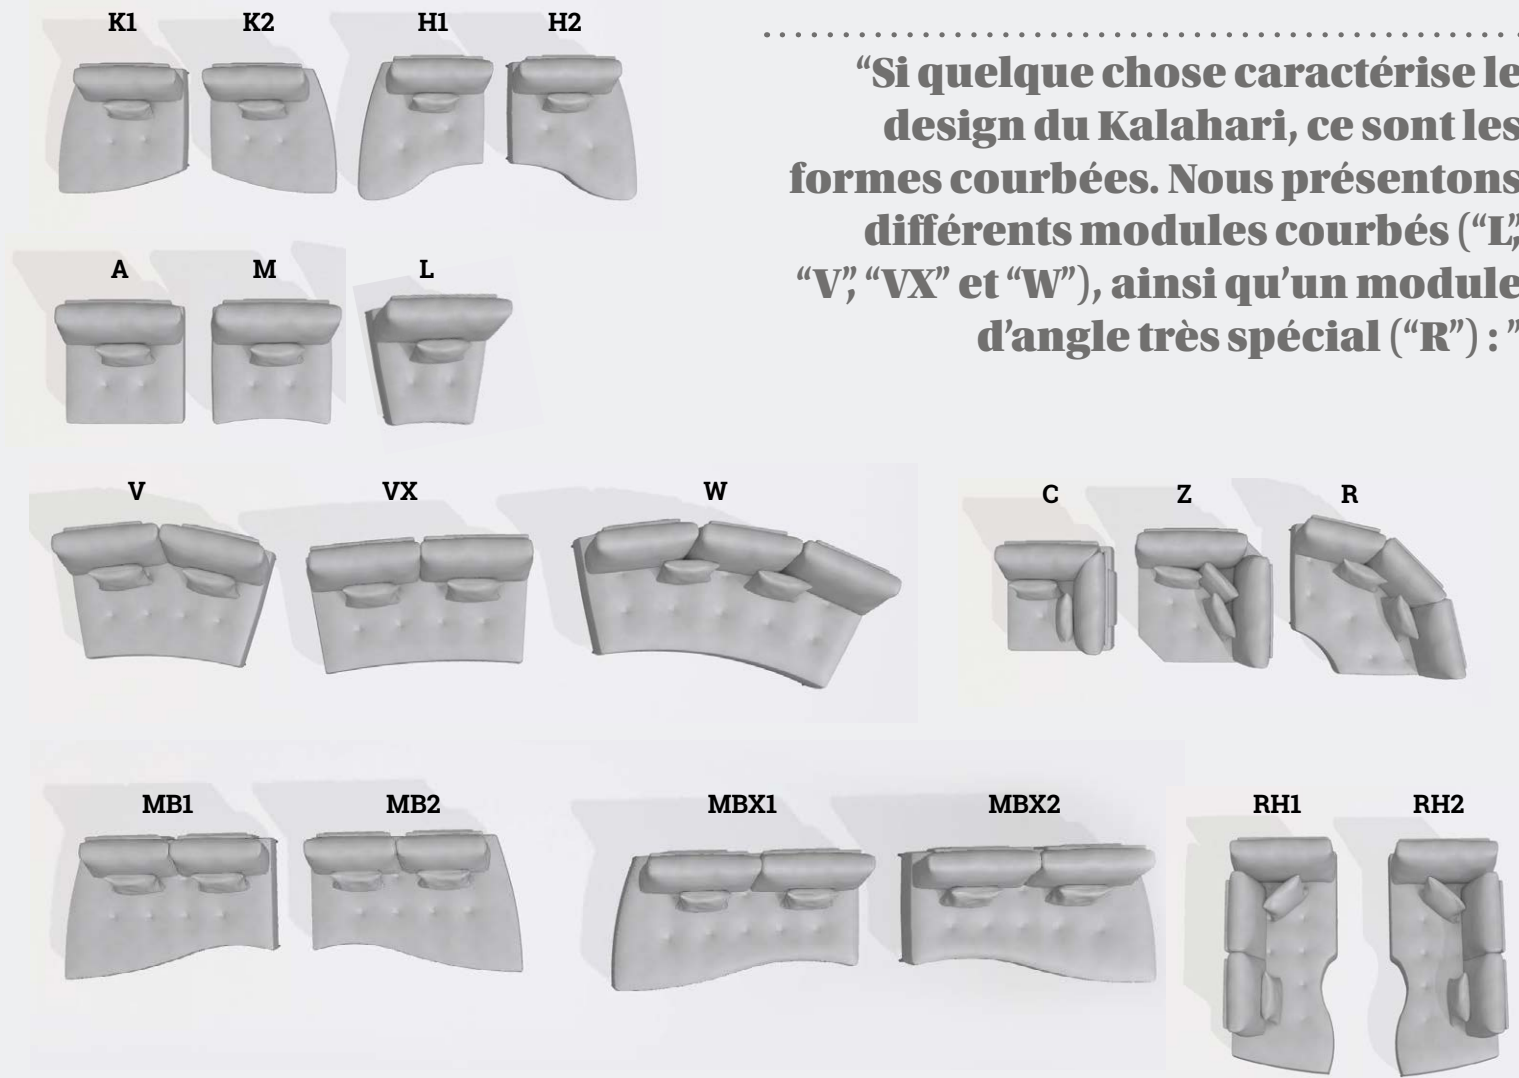 K1 K2 H1 H2
“Si quelque chose caractérise le
design du Kalahari, ce sont les
formes courbées. Nous présentons
différents modules courbés (“L”,
“V”, “VX” et “W”), ainsi qu’un module
d’angle très spécial (“R”) : ”
A M L
V VX W C Z R
MB1 MB2 MBX1 MBX2 RH1 RH2